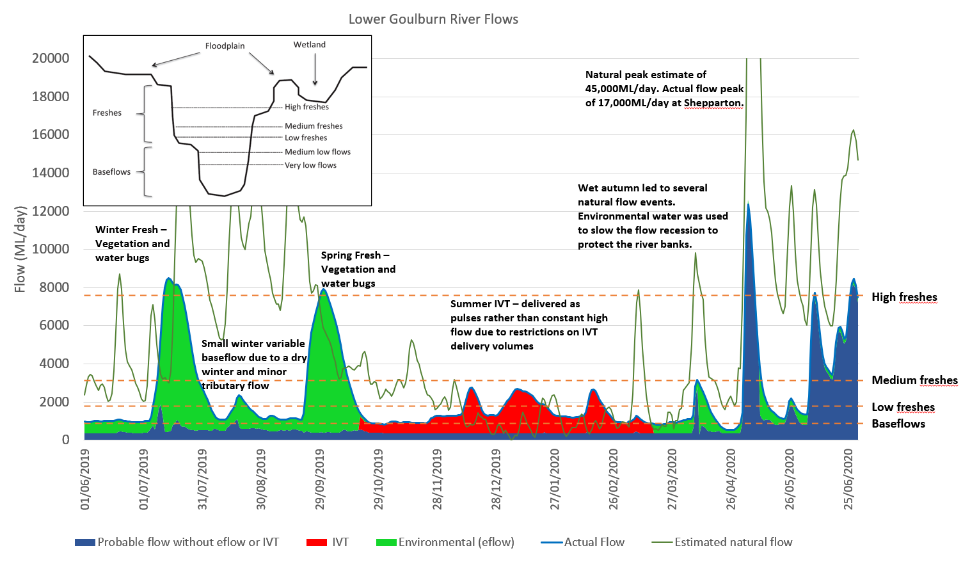 Lower Goulburn River Flows
Floodplain
Wetland
Freshes
High freshes
Medium freshes
Low freshes
Medium low flows
Baseflows
Very low flows
Natural peak estimate of
45,000ML/day. Actual flow peak
of 17,000ML/day at Shepparton.
Wet autumn led to several
natural flow events.
Environmental water was used
to slow the flow recession to
protect the river banks.
Winter Fresh –
Vegetation and
water bugs
Spring Fresh –
Vegetation and
water bugs
Summer IVT – delivered as
pulses rather than constant high
flow due to restrictions on IVT
delivery volumes
Small winter variable
baseflow due to a dry
winter and minor
tributary flow
Flow (ML/day)
20000
18000
16000
14000
12000
10000
8000
6000
4000
2000
0
High freshes
Medium freshes
Low freshes
Baseflows
01/06/2019
01/07/2019
31/07/2019
30/08/2019
29/09/2019
29/10/2019
28/11/2019
28/12/2019
27/01/2020
26/02/2020
27/03/2020
26/04/2020
26/05/2020
25/06/2020
Probable flow without eflow or IVT
IVT
Environmental (eflow)
Actual Flow
Estimated natural flow